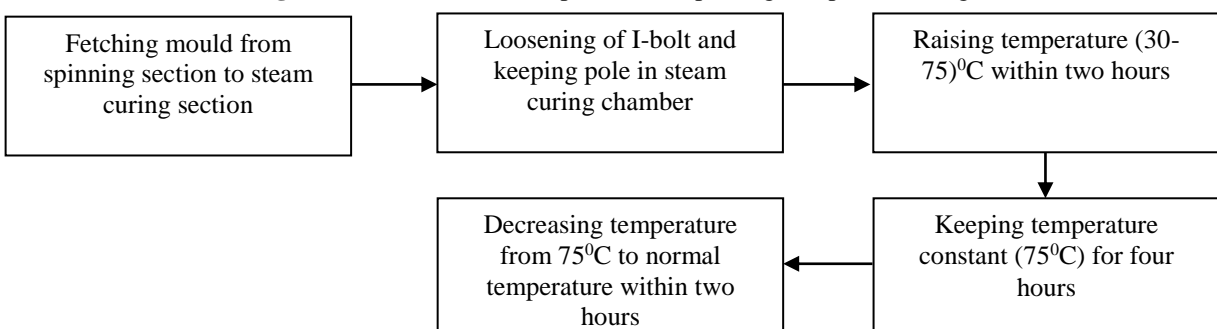 Fetching mould from
spinning section to steam
curing section
Loosening of I-bolt and
keeping pole in steam
curing chamber
Raising temperature (30-
75)⁰C within two hours
Decreasing temperature
from 75⁰C to normal
temperature within two
hours
Keeping temperature
constant (75⁰C) for four
hours